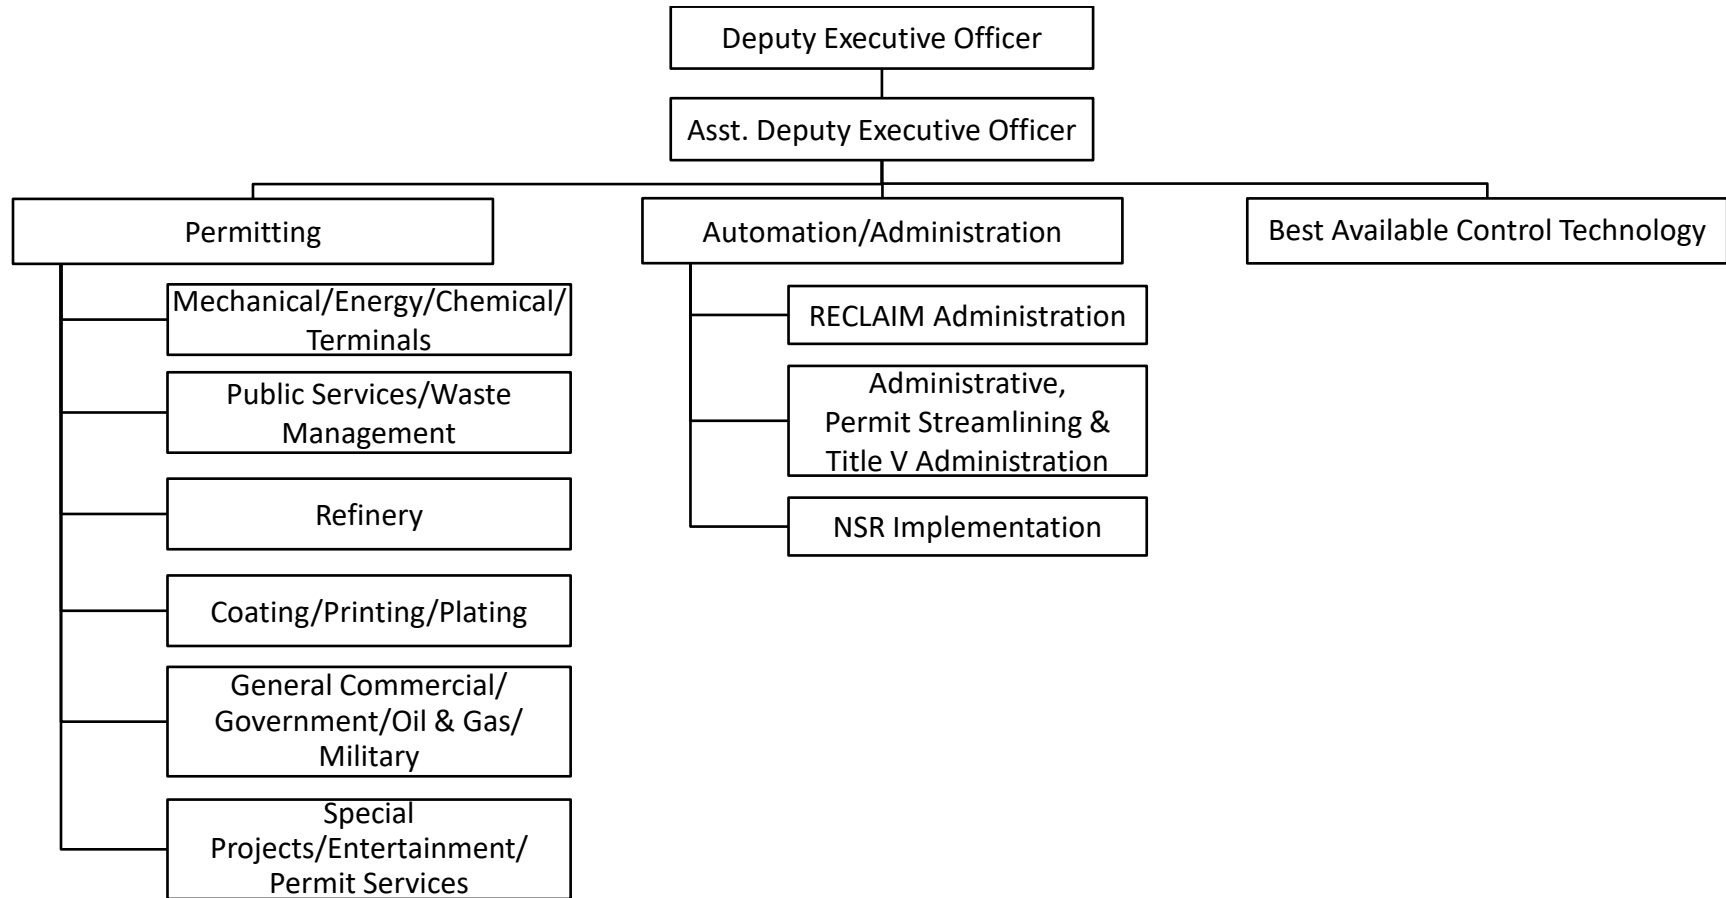 Deputy Executive Officer
Asst. Deputy Executive Officer
Permitting
Automation/Administration
Best Available Control Technology
Mechanical/Energy/Chemical/
Terminals
Public Services/Waste
Management
Refinery
Coating/Printing/Plating
General Commercial/
Government/Oil & Gas/
Military
Special
Projects/Entertainment/
Permit Services
RECLAIM Administration
Administrative,
Permit Streamlining &
Title V Administration
NSR Implementation